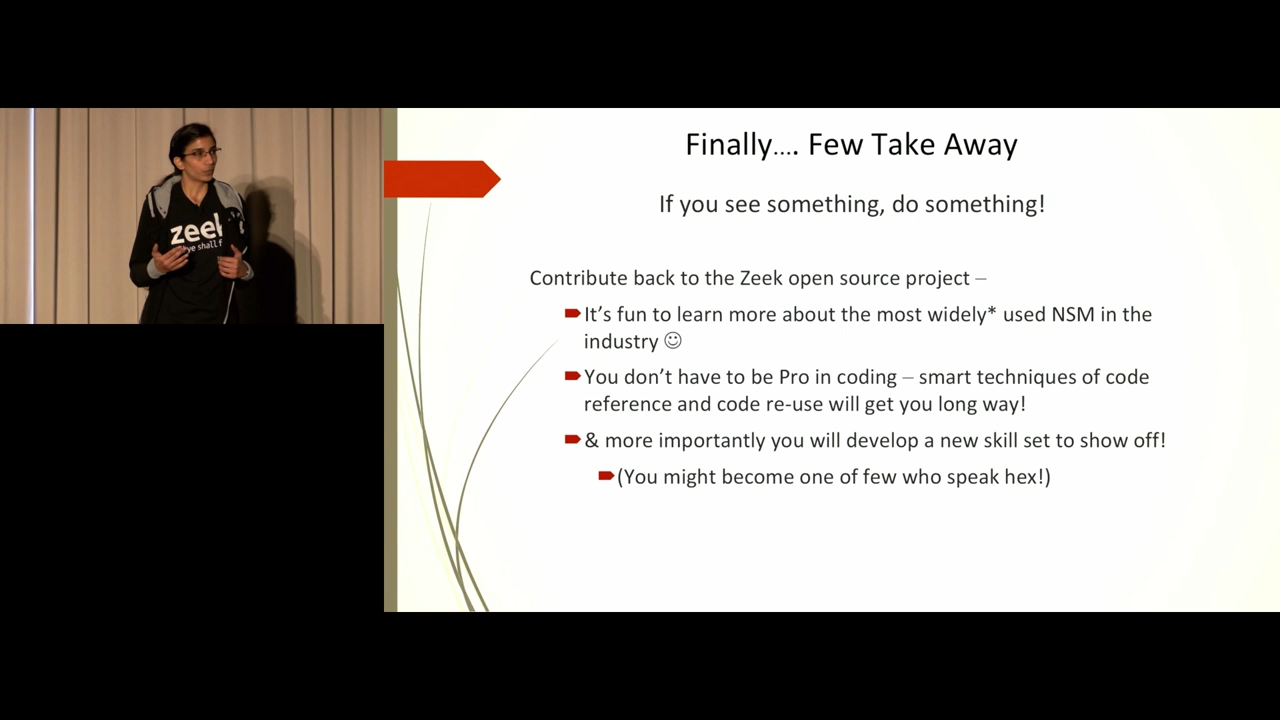 zeek
Finally…. Few Take Away
If you see something, do something!
Contribute back to the Zeek open source project –
It’s fun to learn more about the most widely* used NSM in the
industry ☺
You don’t have to be Pro in coding – smart techniques of code
reference and code re-use will get you long way!
& more importantly you will develop a new skill set to show off!
(You might become one of few who speak hex!)